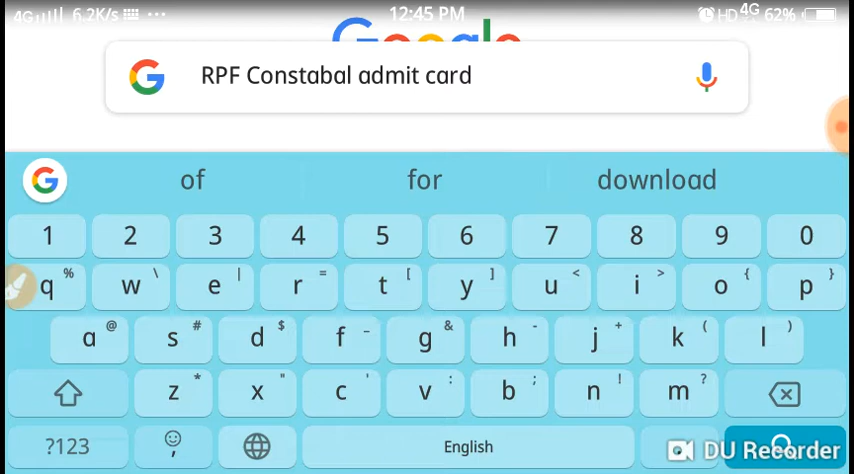 4G 6.2K/s ... 12:45 PM HD 4G 62%
Google
RPF Constabal admit card
of for download
1 2 3 4 5 6 7 8 9 0
q % w \ e | r = t [ y ] u < i > o { p }
a @ s # d $ f _ g & h - j + k ( l )
z * x " c ' v : b ; n ! m ?
?123 , English DU Recorder